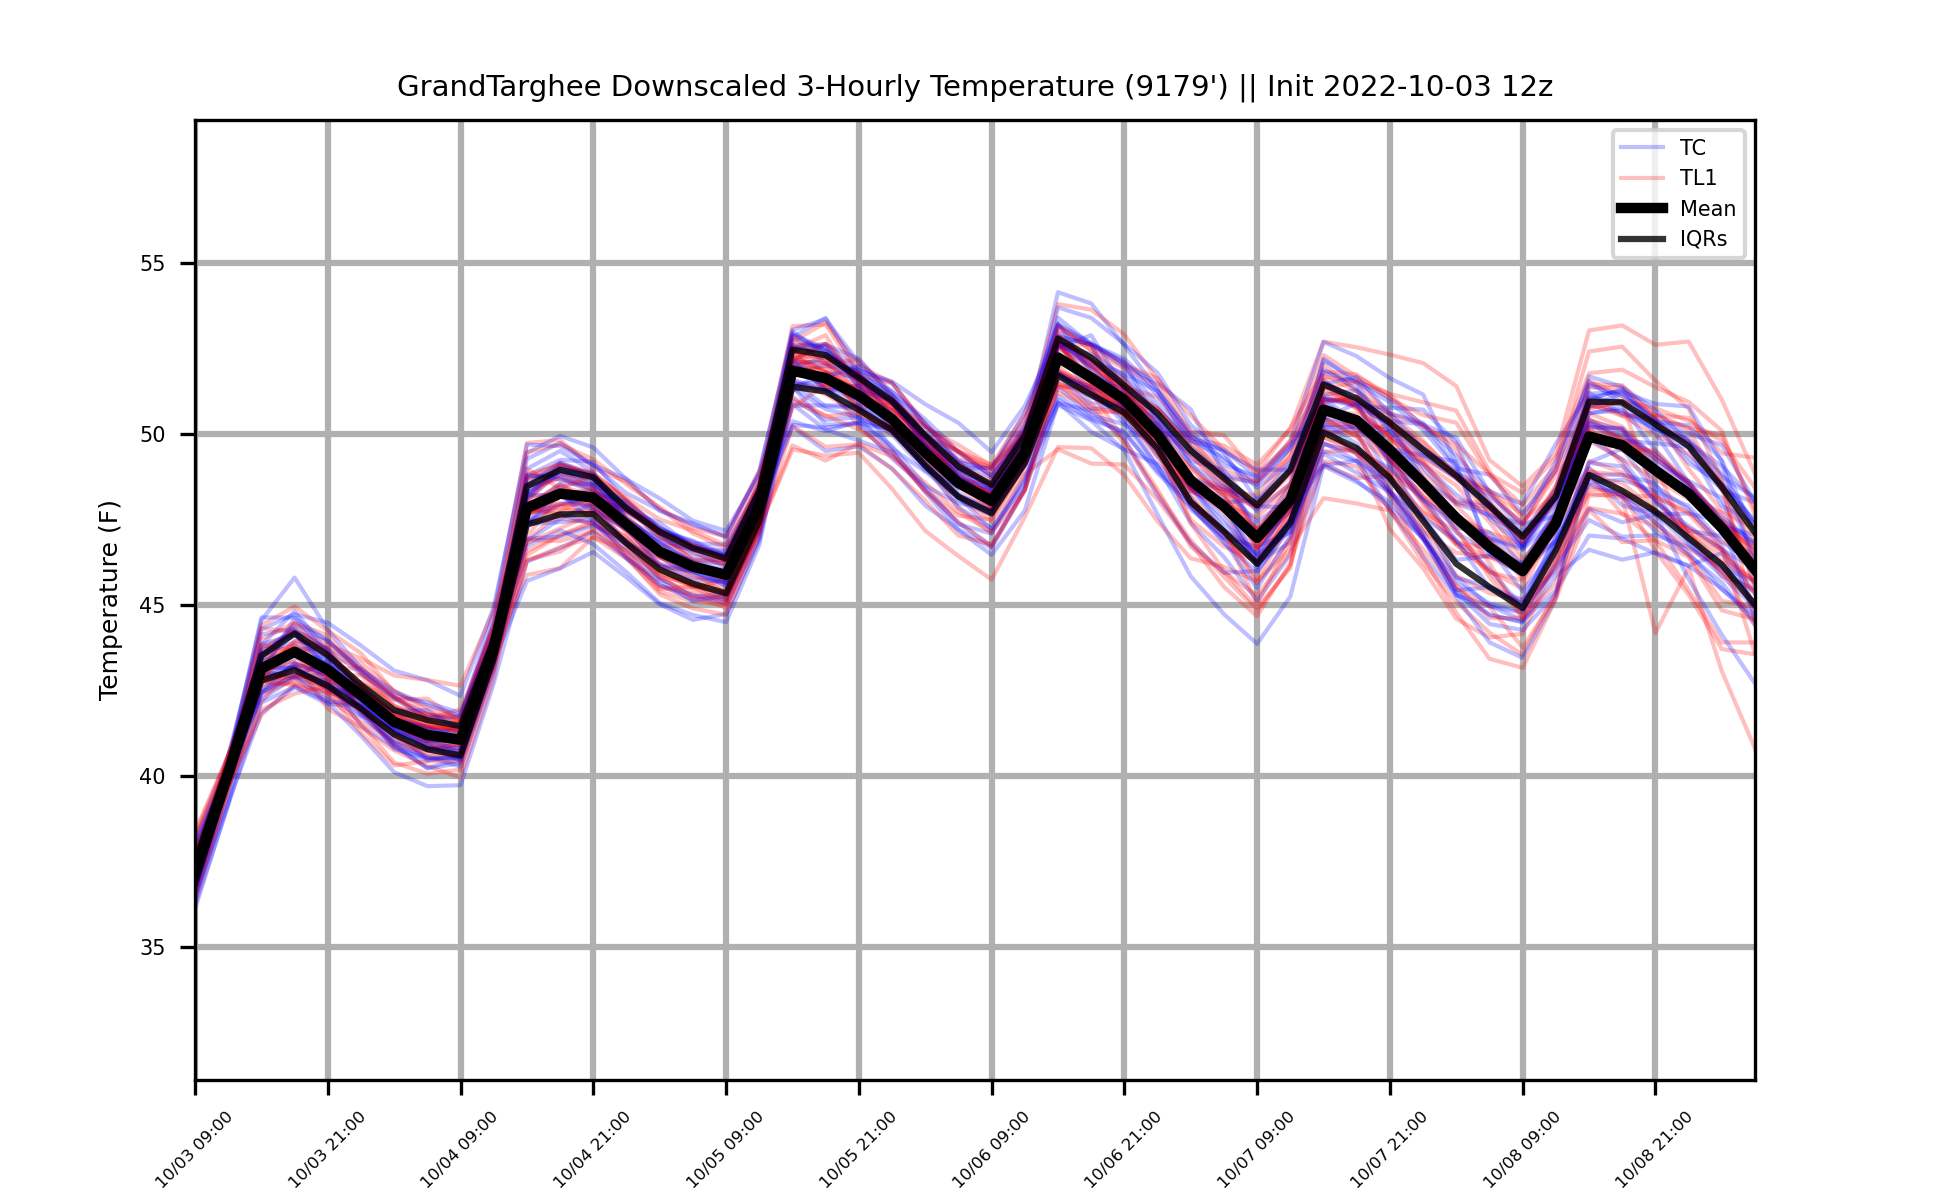 GrandTarghee Downscaled 3-Hourly Temperature (9179') || Init 2022-10-03 12z
TC
TL1
Mean
IQRs
Temperature (F)
55
50
45
40
35
10/03 09:00
10/03 21:00
10/04 09:00
10/04 21:00
10/05 09:00
10/05 21:00
10/06 09:00
10/06 21:00
10/07 09:00
10/07 21:00
10/08 09:00
10/08 21:00